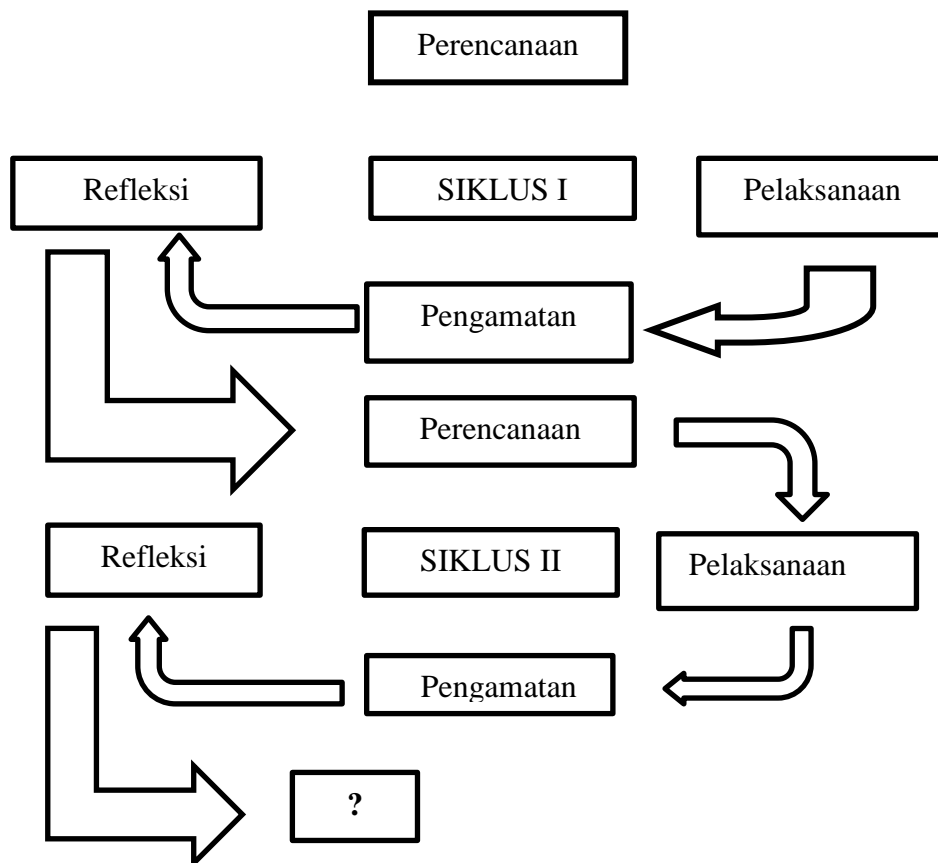 Perencanaan
Refleksi
SIKLUS I
Pelaksanaan
Pengamatan
Perencanaan
Refleksi
SIKLUS II
Pelaksanaan
Pengamatan
?